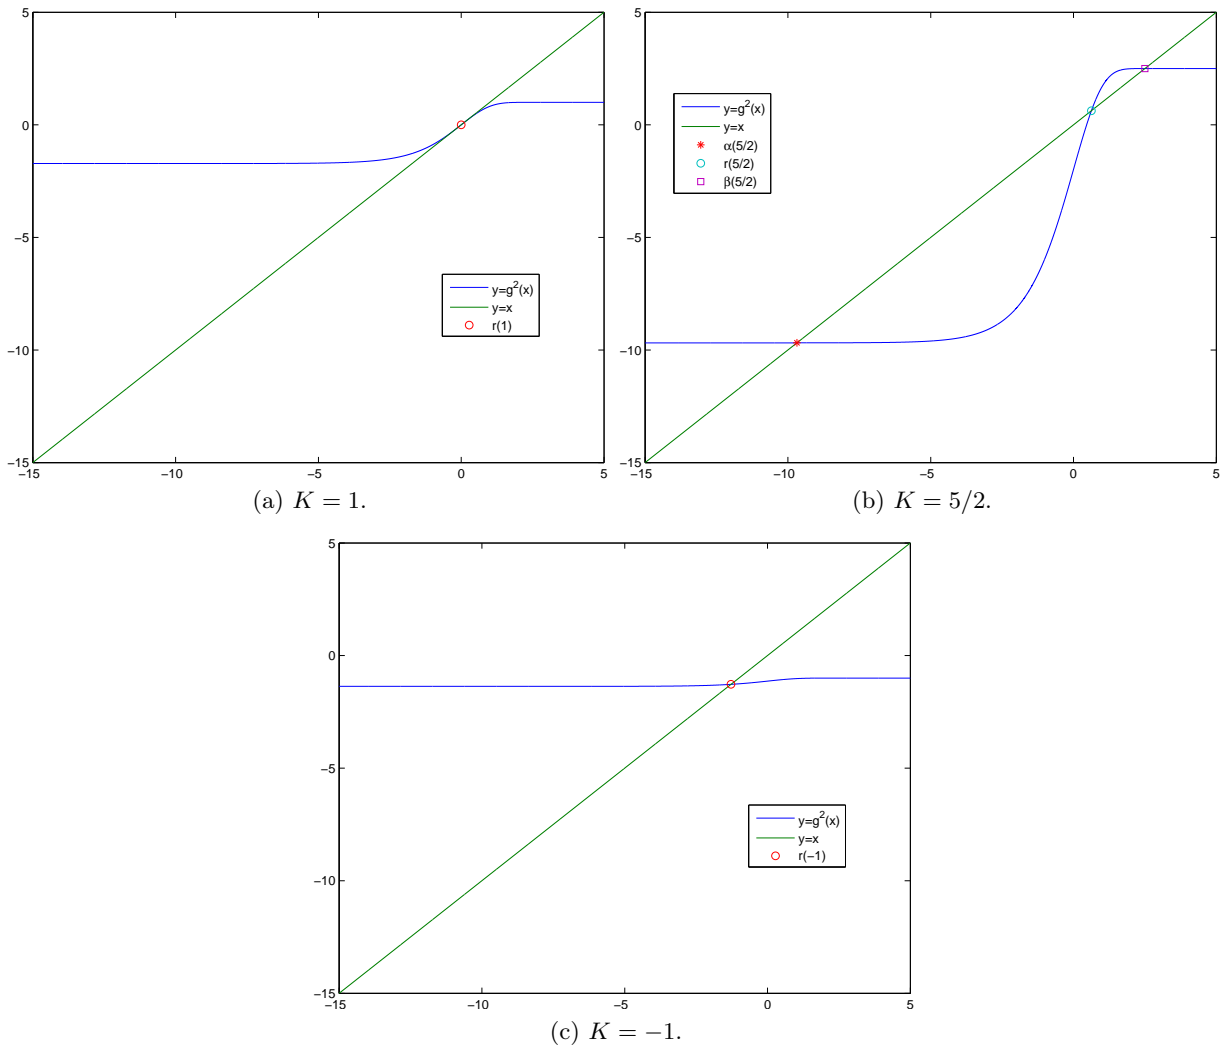 5
0
−5
−10
−15
−15 −10 −5 0 5
y=g²(x)
y=x
r(1)
(a) K = 1.
5
0
−5
−10
−15
−15 −10 −5 0 5
y=g²(x)
y=x
α(5/2)
r(5/2)
β(5/2)
(b) K = 5/2.
5
0
−5
−10
−15
−15 −10 −5 0 5
y=g²(x)
y=x
r(−1)
(c) K = −1.